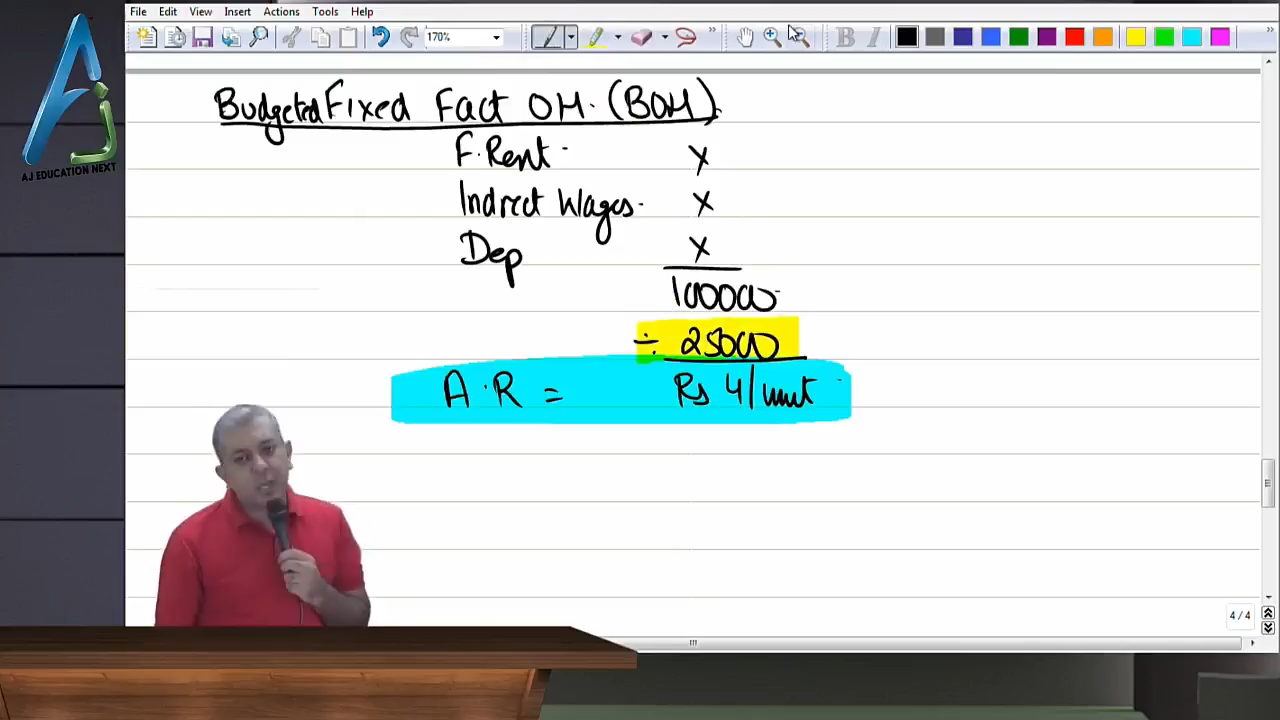 File Edit View Insert Actions Tools Help
170%
Budgeted Fixed Fact OH. (BOH).
F.Rent X
Indrect Wages. X
Dep X
100000
÷ 25000
A.R = Rs 4/unit
AJ EDUCATION NEXT
4/4